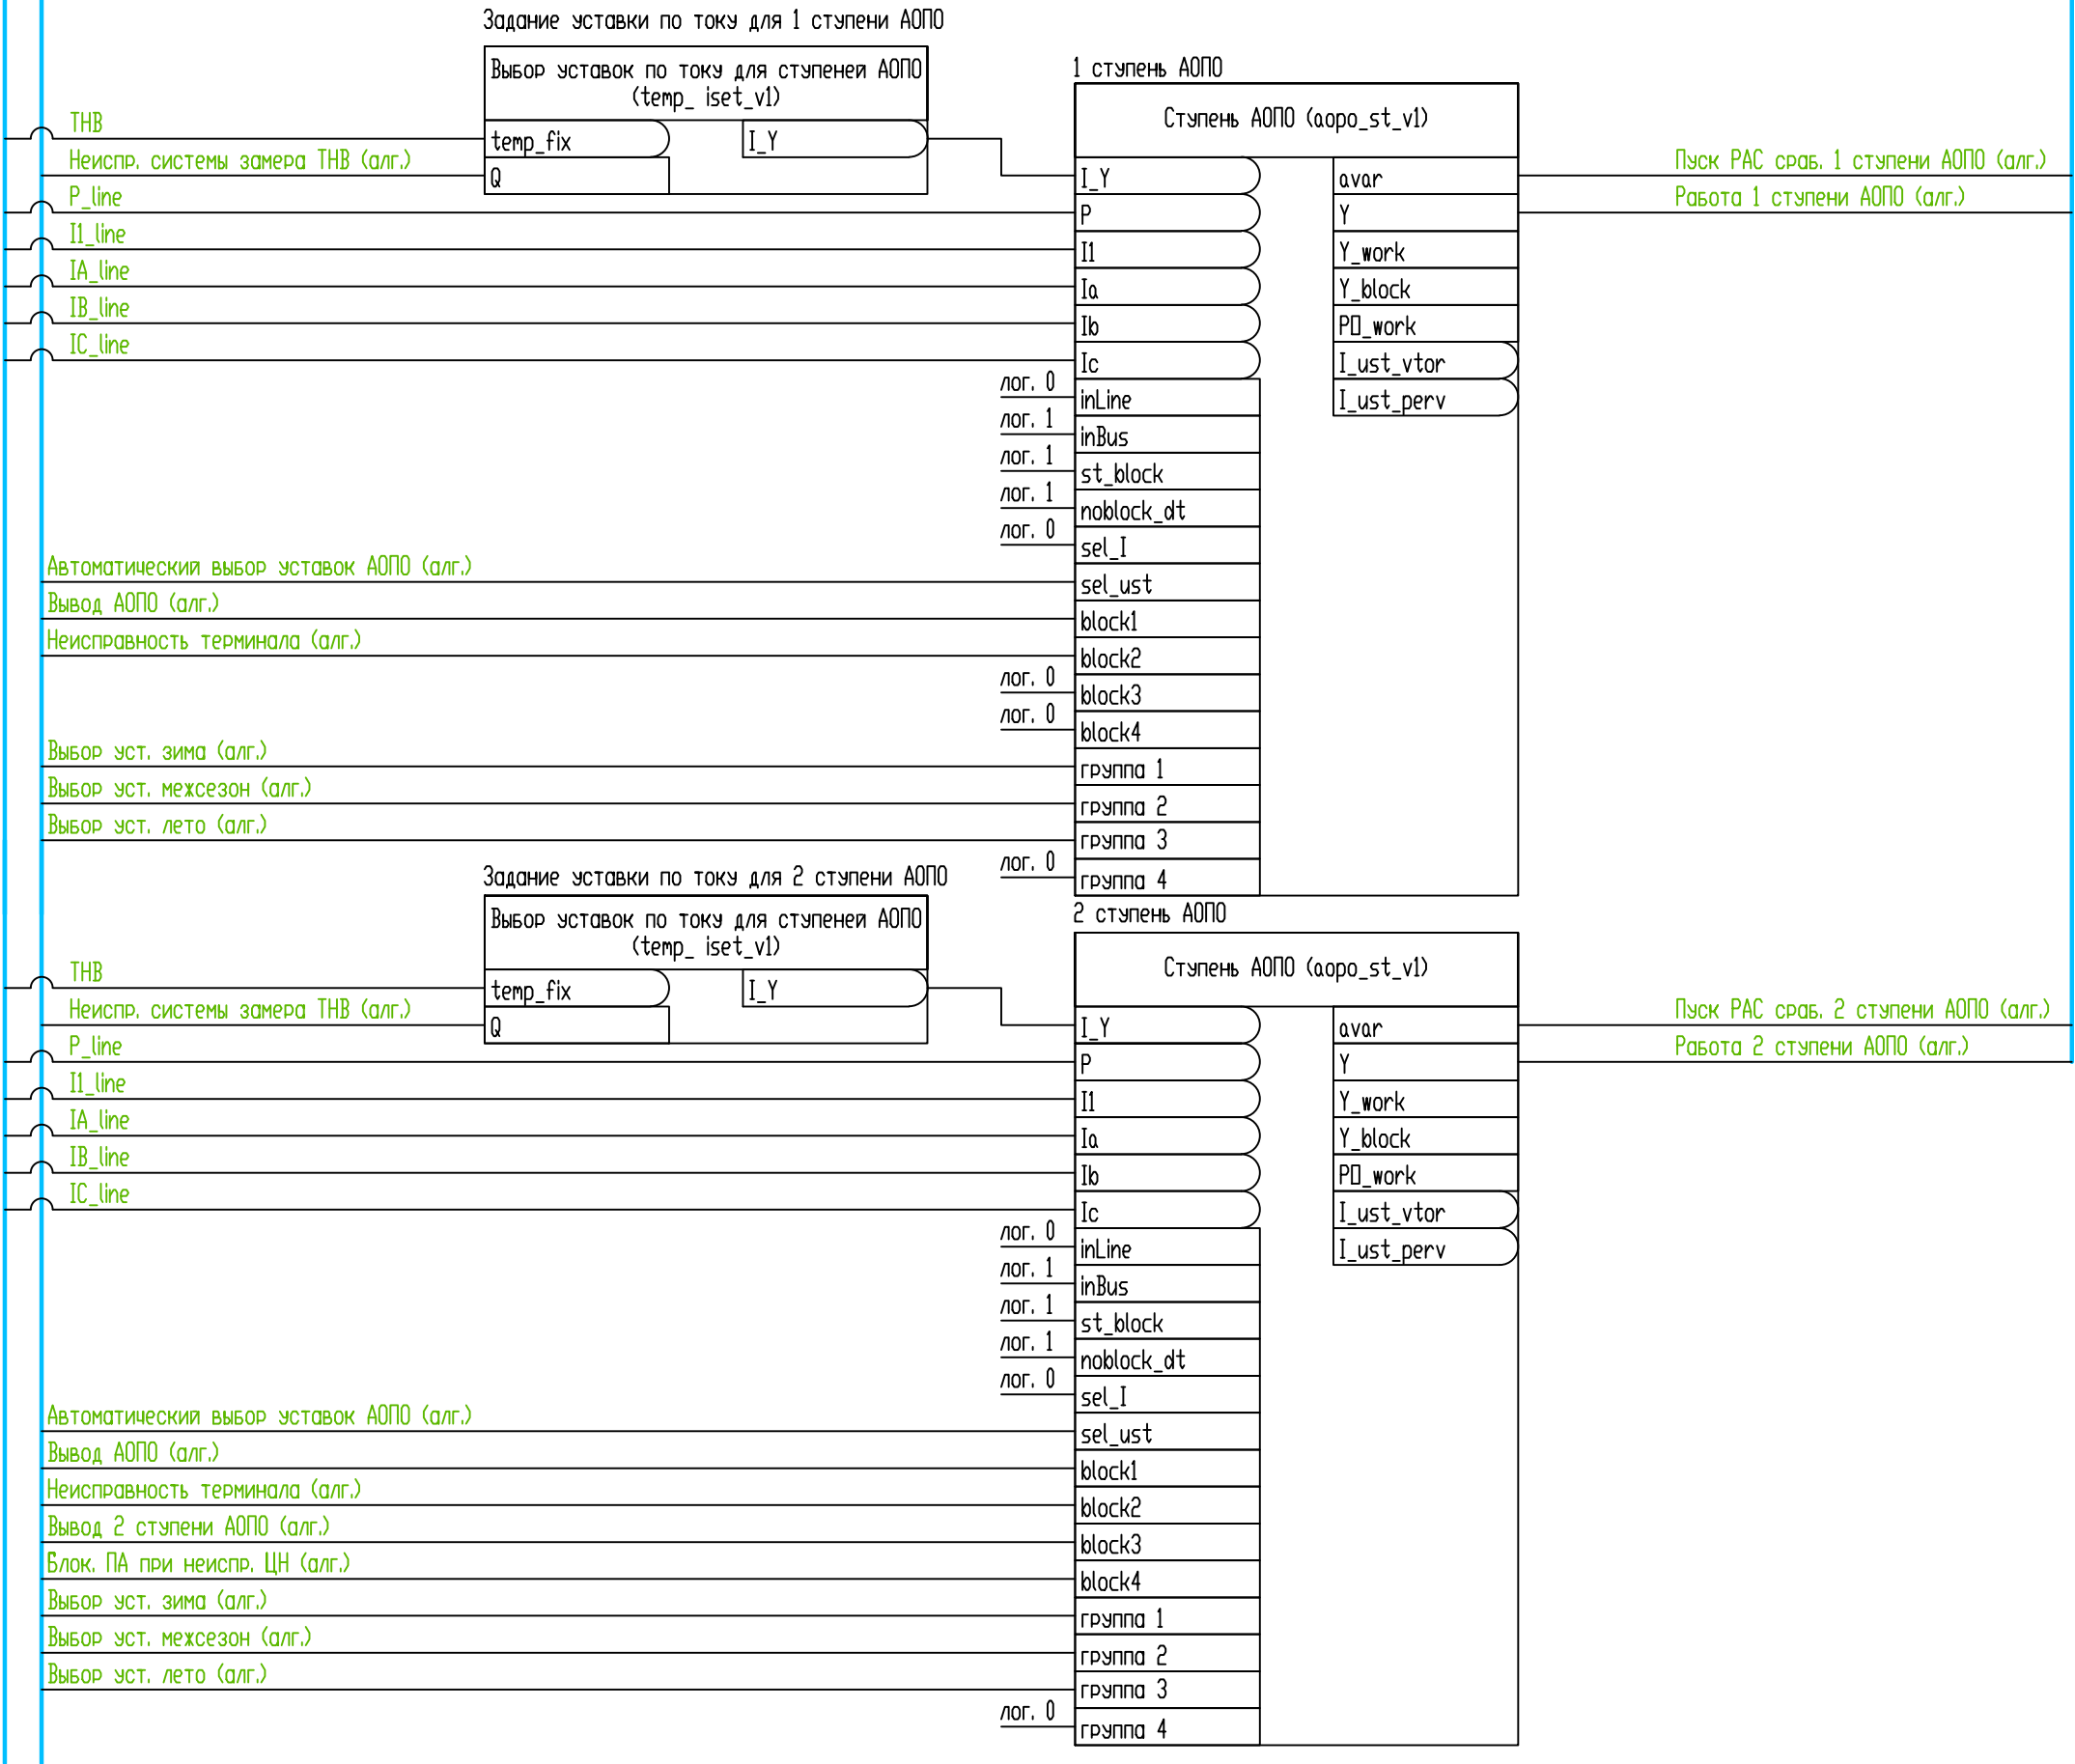 Задание уставки по току для 1 ступени АОПО
Выбор уставок по току для ступеней АОПО
(temp_ iset_v1)
ТНВ
temp_fix
I_Y
Неиспр. системы замера ТНВ (алг.)
Q
1 ступень АОПО
Ступень АОПО (aopo_st_v1)
I_Y
avar
Пуск РАС сраб. 1 ступени АОПО (алг.)
P_line
P
Y
Работа 1 ступени АОПО (алг.)
I1_line
I1
Y_work
IA_line
Ia
Y_block
IB_line
Ib
РО_work
IC_line
Ic
I_ust_vtor
лог. 0
inLine
I_ust_perv
лог. 1
inBus
лог. 1
st_block
лог. 1
noblock_dt
лог. 0
sel_I
Автоматический выбор уставок АОПО (алг.)
sel_ust
Вывод АОПО (алг.)
block1
Неисправность терминала (алг.)
block2
лог. 0
block3
лог. 0
block4
Выбор уст. зима (алг.)
группа 1
Выбор уст. межсезон (алг.)
группа 2
Выбор уст. лето (алг.)
группа 3
лог. 0
группа 4
Задание уставки по току для 2 ступени АОПО
Выбор уставок по току для ступеней АОПО
(temp_ iset_v1)
ТНВ
temp_fix
I_Y
Неиспр. системы замера ТНВ (алг.)
Q
2 ступень АОПО
Ступень АОПО (aopo_st_v1)
I_Y
avar
Пуск РАС сраб. 2 ступени АОПО (алг.)
P_line
P
Y
Работа 2 ступени АОПО (алг.)
I1_line
I1
Y_work
IA_line
Ia
Y_block
IB_line
Ib
РО_work
IC_line
Ic
I_ust_vtor
лог. 0
inLine
I_ust_perv
лог. 1
inBus
лог. 1
st_block
лог. 1
noblock_dt
лог. 0
sel_I
Автоматический выбор уставок АОПО (алг.)
sel_ust
Вывод АОПО (алг.)
block1
Неисправность терминала (алг.)
block2
Вывод 2 ступени АОПО (алг.)
block3
Блок. ПА при неиспр. ЦН (алг.)
block4
Выбор уст. зима (алг.)
группа 1
Выбор уст. межсезон (алг.)
группа 2
Выбор уст. лето (алг.)
группа 3
лог. 0
группа 4